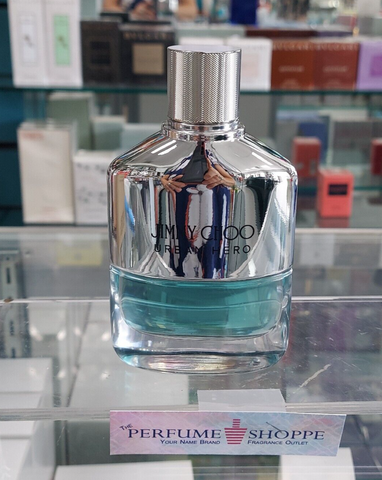 JIMMY CHOO
URBAN HERO
THE PERFUME SHOPPE
YOUR NAME BRAND FRAGRANCE OUTLET